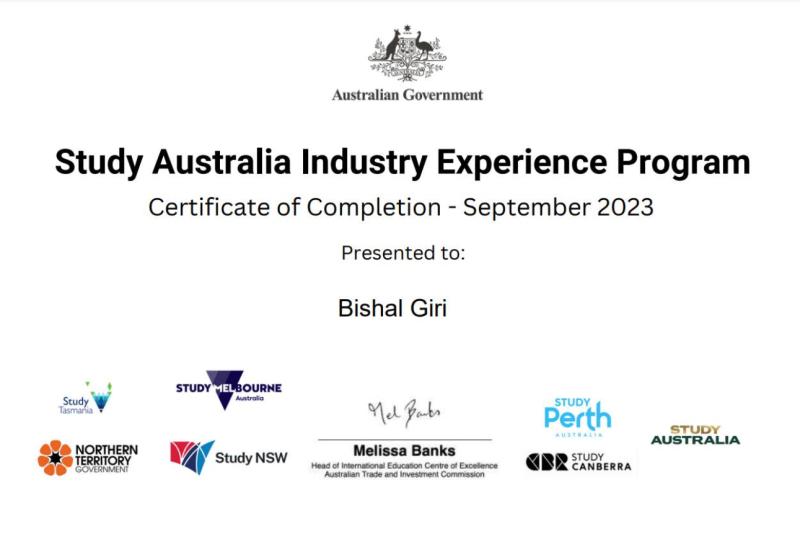 Australian Government
Study Australia Industry Experience Program
Certificate of Completion - September 2023
Presented to:
Bishal Giri
Study
Tasmania
STUDY MELBOURNE
Australia
Mel Banks
STUDY
Perth
AUSTRALIA
STUDY
AUSTRALIA
NORTHERN
TERRITORY
GOVERNMENT
Study NSW
Melissa Banks
Head of International Education Centre of Excellence
Australian Trade and Investment Commission
CBR STUDY
CANBERRA